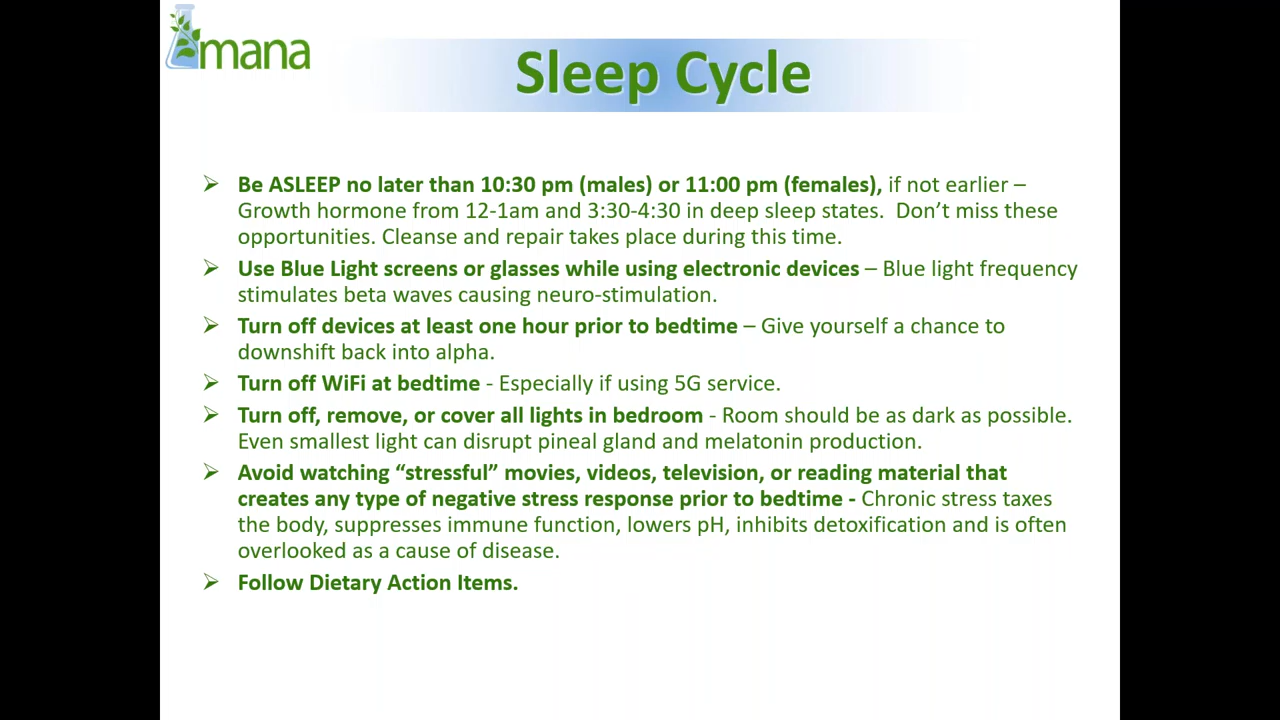 mana
Sleep Cycle
Be ASLEEP no later than 10:30 pm (males) or 11:00 pm (females), if not earlier –
Growth hormone from 12-1am and 3:30-4:30 in deep sleep states.  Don’t miss these
opportunities. Cleanse and repair takes place during this time.
Use Blue Light screens or glasses while using electronic devices – Blue light frequency
stimulates beta waves causing neuro-stimulation.
Turn off devices at least one hour prior to bedtime – Give yourself a chance to
downshift back into alpha.
Turn off WiFi at bedtime - Especially if using 5G service.
Turn off, remove, or cover all lights in bedroom - Room should be as dark as possible.
Even smallest light can disrupt pineal gland and melatonin production.
Avoid watching “stressful” movies, videos, television, or reading material that
creates any type of negative stress response prior to bedtime - Chronic stress taxes
the body, suppresses immune function, lowers pH, inhibits detoxification and is often
overlooked as a cause of disease.
Follow Dietary Action Items.